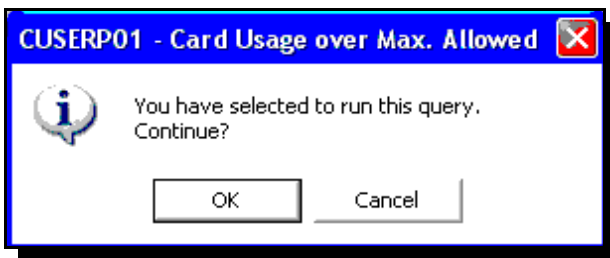 CUSERP01 - Card Usage over Max. Allowed
You have selected to run this query.
Continue?
OK
Cancel